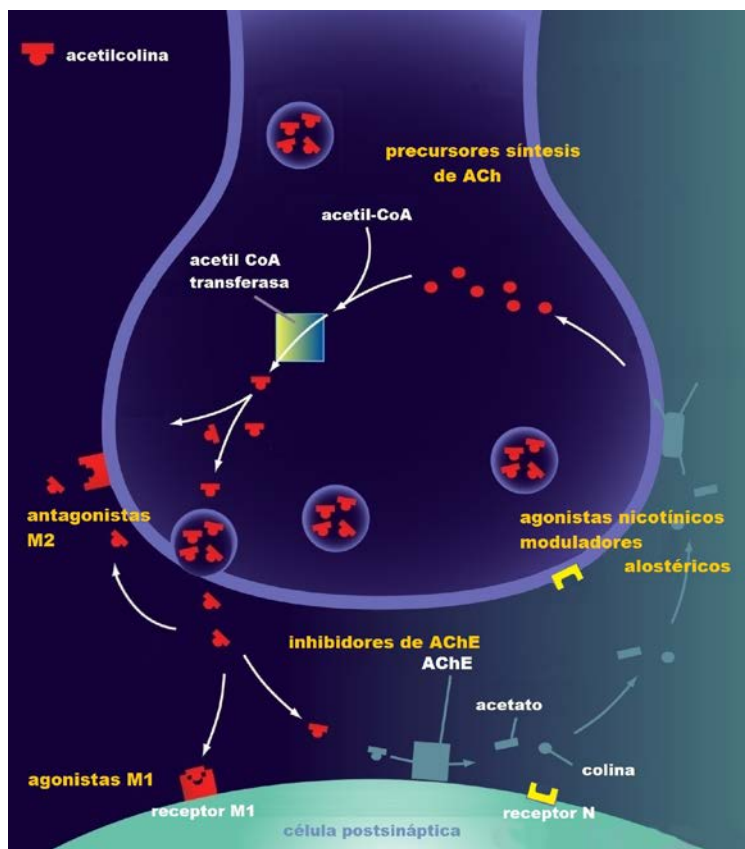 acetilcolina
precursores síntesis
de ACh
acetil-CoA
acetil CoA
transferasa
antagonistas
M2
agonistas nicotínicos
moduladores
alostéricos
inhibidores de AChE
AChE
acetato
colina
agonistas M1
receptor M1
receptor N
célula postsináptica